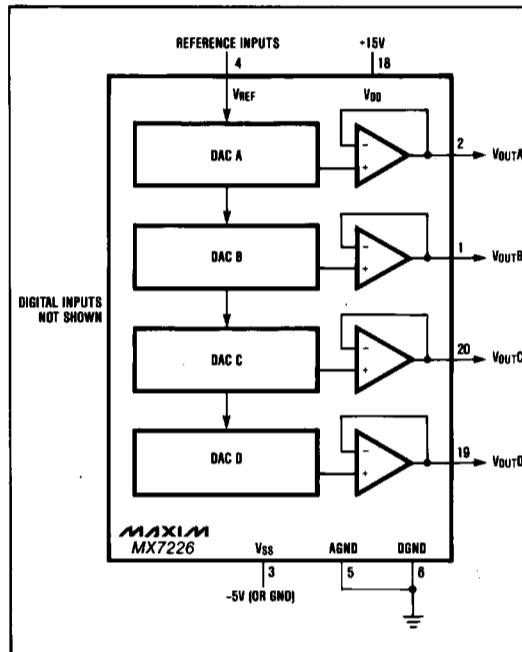 REFERENCE INPUTS +15V
4 18
VREF VDD
DAC A - + 2 VOUTA
DAC B - + 1 VOUTB
DIGITAL INPUTS
NOT SHOWN
DAC C - + 20 VOUTC
DAC D - + 19 VOUTD
MAXIM
MX7226
VSS AGND DGND
3 5 6
-5V (OR GND)